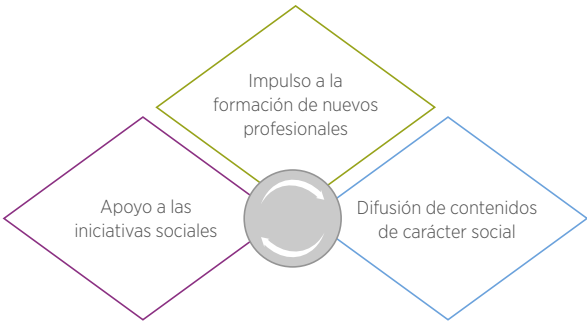 Impulso a la
formación de nuevos
profesionales
Apoyo a las
iniciativas sociales
Difusión de contenidos
de carácter social